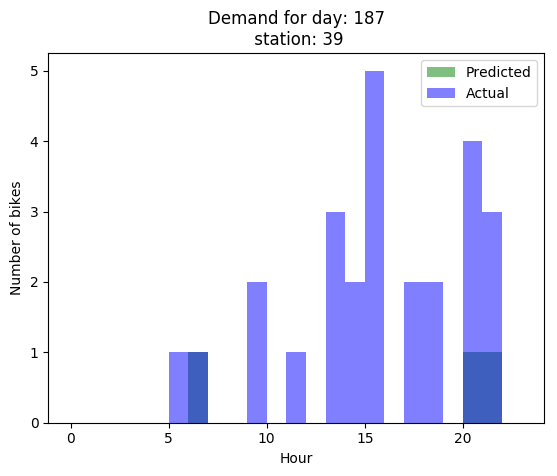 Demand for day: 187
station: 39
Predicted
Actual
Number of bikes
5
4
3
2
1
0
0
5
10
15
20
Hour